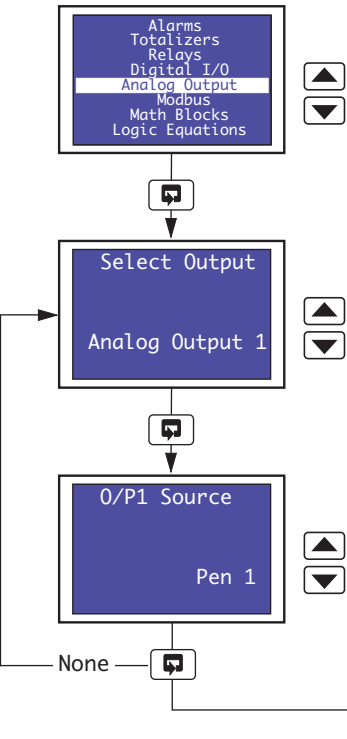 Alarms
Totalizers
Relays
Digital I/O
Analog Output
Modbus
Math Blocks
Logic Equations
Select Output
Analog Output 1
O/P1 Source
Pen 1
None